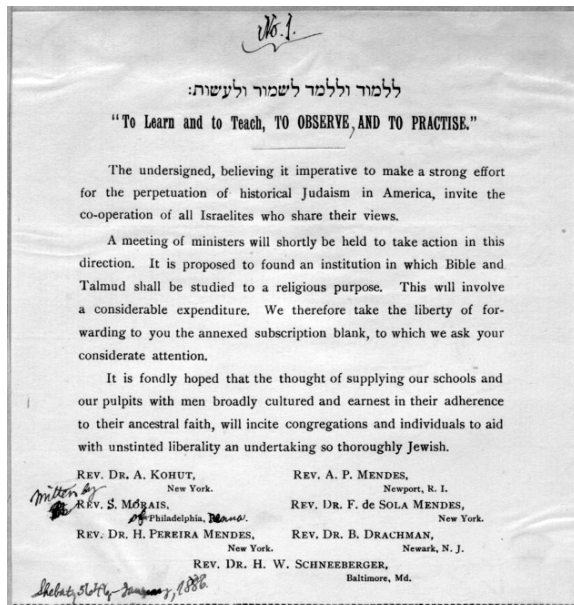 No. 1.
ללמוד וללמד לשמור ולעשות:
"To Learn and to Teach, TO OBSERVE, AND TO PRACTISE."
The undersigned, believing it imperative to make a strong effort
for the perpetuation of historical Judaism in America, invite the
co-operation of all Israelites who share their views.
A meeting of ministers will shortly be held to take action in this
direction. It is proposed to found an institution in which Bible and
Talmud shall be studied to a religious purpose. This will involve
a considerable expenditure. We therefore take the liberty of for-
warding to you the annexed subscription blank, to which we ask your
considerate attention.
It is fondly hoped that the thought of supplying our schools and
our pulpits with men broadly cultured and earnest in their adherence
to their ancestral faith, will incite congregations and individuals to aid
with unstinted liberality an undertaking so thoroughly Jewish.
REV. DR. A. KOHUT,
New York.
REV. A. P. MENDES,
Newport, R. I.
written by
REV. S. MORAIS,
of Philadelphia,
REV. DR. F. de SOLA MENDES,
New York.
REV. DR. H. PEREIRA MENDES,
New York.
REV. DR. B. DRACHMAN,
Newark, N. J.
REV. DR. H. W. SCHNEEBERGER,
Baltimore, Md.
Shebat, 5646 January, 1886.